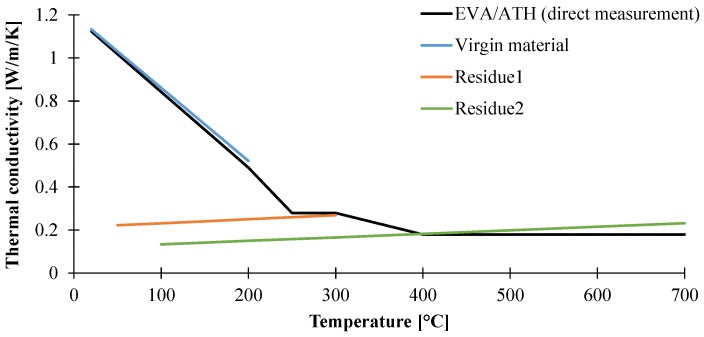 EVA/ATH (direct measurement)
Virgin material
Residue1
Residue2
Thermal conductivity [W/m/K]
1.2
1
0.8
0.6
0.4
0.2
0
0 100 200 300 400 500 600 700
Temperature [°C]